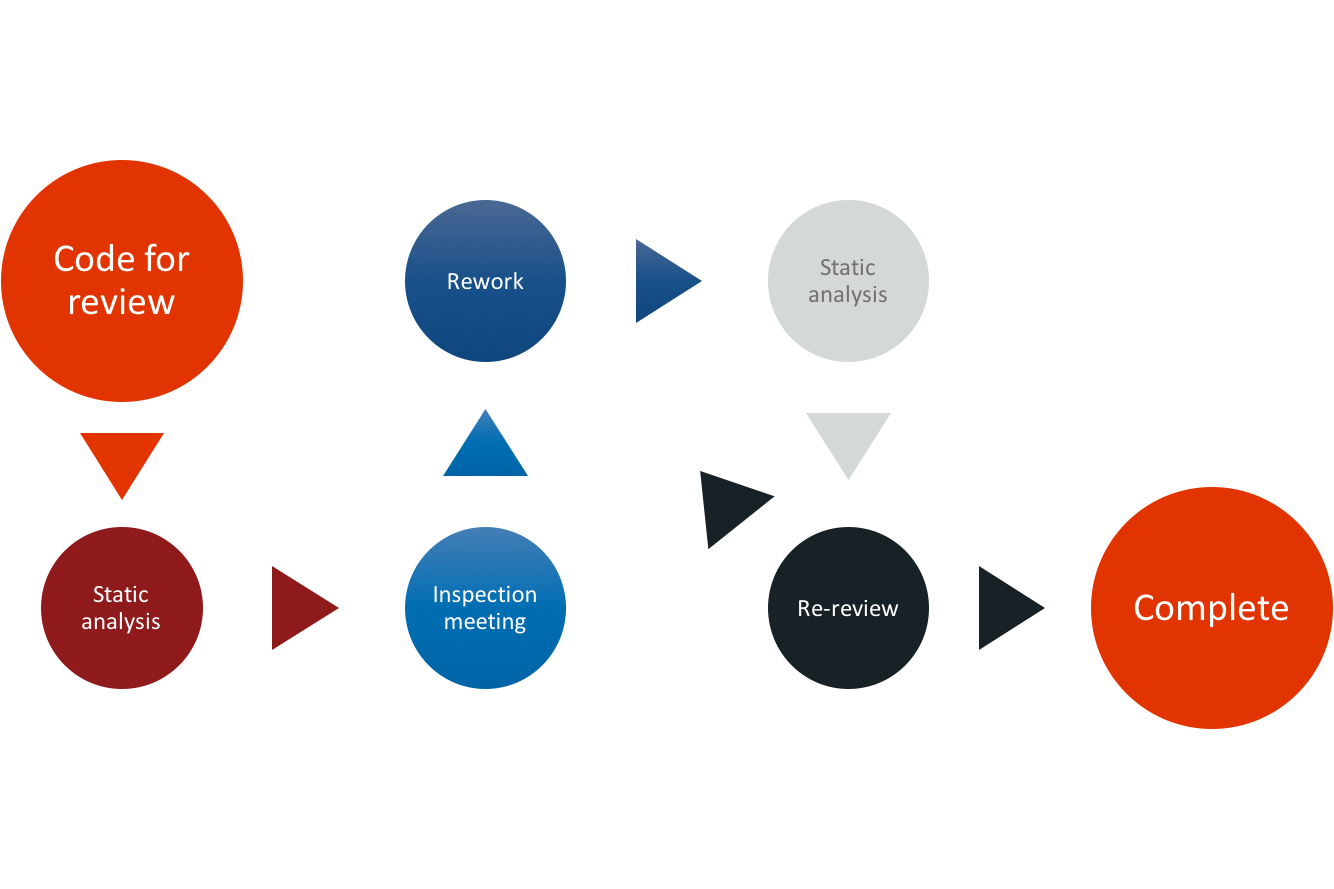 Code for
review
Static
analysis
Inspection
meeting
Rework
Static
analysis
Re-review
Complete